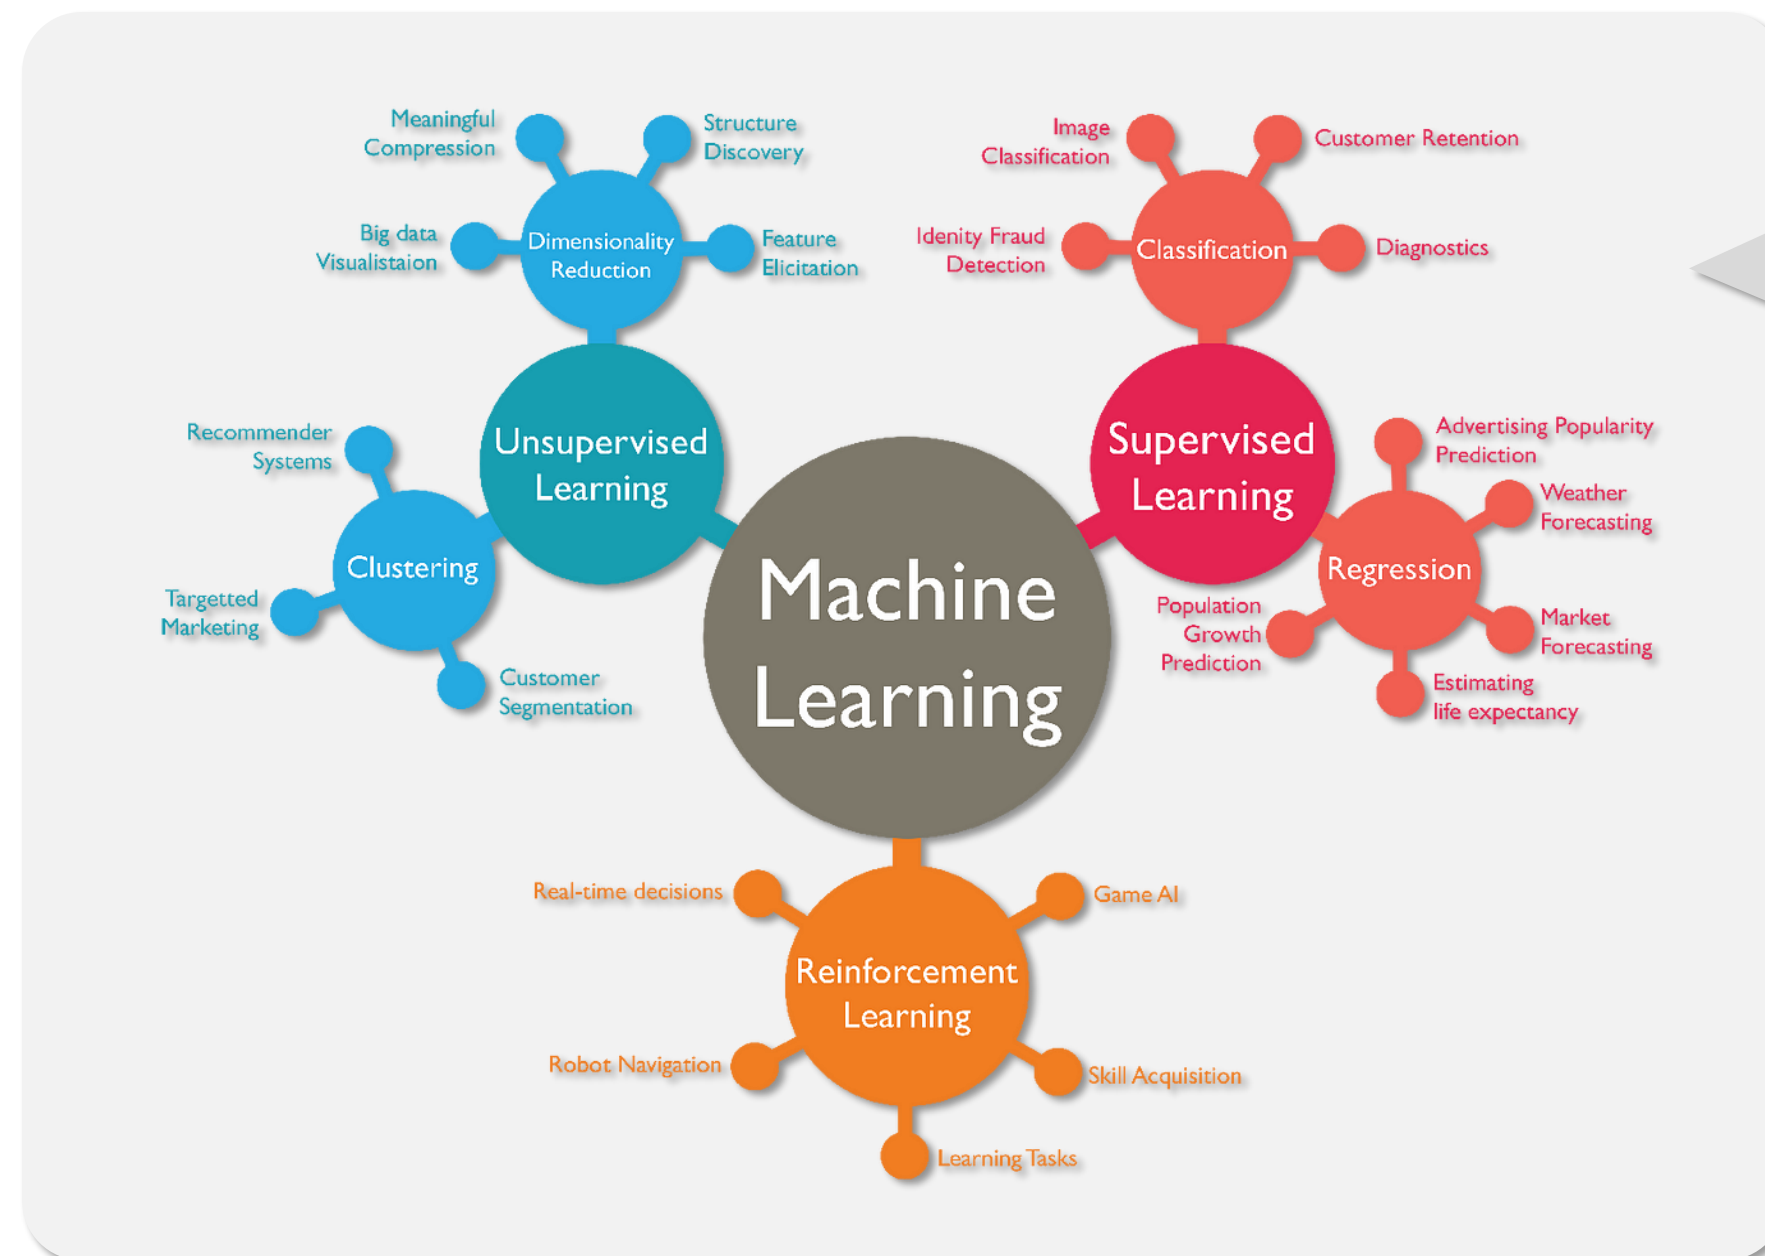 Meaningful
Compression
Structure
Discovery
Big data
Visualistaion
Dimensionality
Reduction
Feature
Elicitation
Image
Classification
Customer Retention
Idenity Fraud
Detection
Classification
Diagnostics
Recommender
Systems
Unsupervised
Learning
Clustering
Targetted
Marketing
Customer
Segmentation
Supervised
Learning
Advertising Popularity
Prediction
Weather
Forecasting
Regression
Population
Growth
Prediction
Market
Forecasting
Estimating
life expectancy
Machine
Learning
Real-time decisions
Game AI
Reinforcement
Learning
Robot Navigation
Skill Acquisition
Learning Tasks